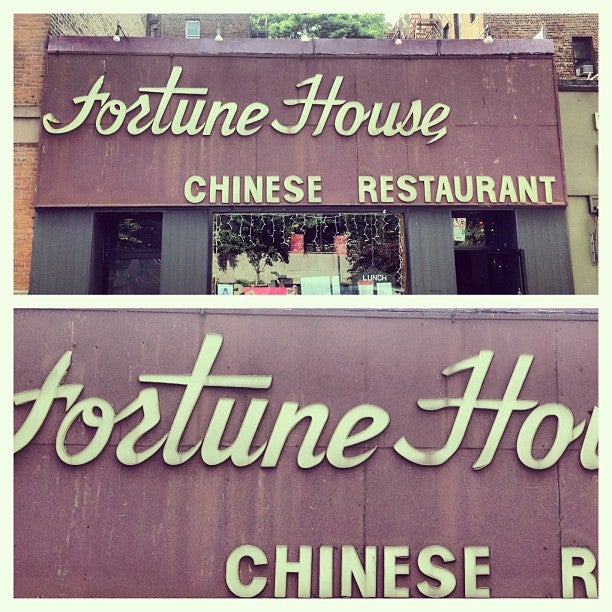 Fortune House
CHINESE RESTAURANT
LUNCH
A
Fortune Hou
CHINESE R